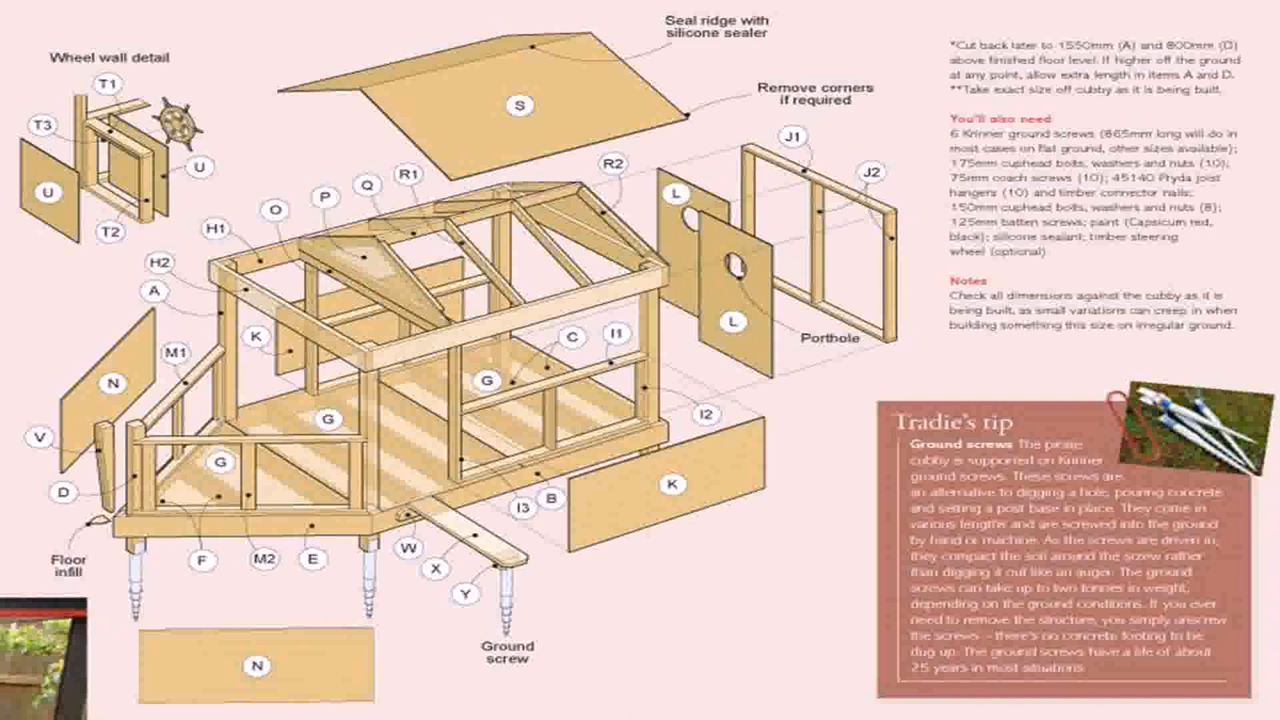 Wheel wall detail
T1
T3
U
U
T2
Seal ridge with
silicone sealer
S
Remove corners
if required
J1
J2
R2
R1
Q
P
O
H1
H2
A
L
L
Porthole
K
M1
N
C
I1
G
G
G
I2
V
D
K
B
I3
Floor
infill
F
M2
E
W
X
Y
Ground
screw
N
*Cut back later to 1550mm (A) and 800mm (D)
above finished floor level. If higher off the ground
at any point, allow extra length in items A and D.
**Take exact size off cubby as it is being built.
You'll also need
6 Krinner ground screws (865mm long will do in
most cases on flat ground, other sizes available);
175mm cuphead bolts, washers and nuts (10);
75mm coach screws (10); 45140 Pryda joist
hangers (10) and timber connector nails;
150mm cuphead bolts, washers and nuts (8);
125mm batten screws; paint (Capsicum red,
black); silicone sealant; timber steering
wheel (optional)
Notes
Check all dimensions against the cubby as it is
being built, as small variations can creep in when
building something this size on irregular ground.
Tradie's tip
Ground screws The pirate
cubby is supported on Krinner
ground screws. These screws are
an alternative to digging a hole, pouring concrete
and setting a post base in place. They come in
various lengths and are screwed into the ground
by hand or machine. As the screws are driven in,
they compact the soil around the screw rather
than digging it out like an auger. The ground
screws can take up to two tonnes in weight,
depending on the ground conditions. If you ever
need to remove the structure, you simply unscrew
the screws – there's no concrete footing to be
dug up. The ground screws have a life of about
25 years in most situations.